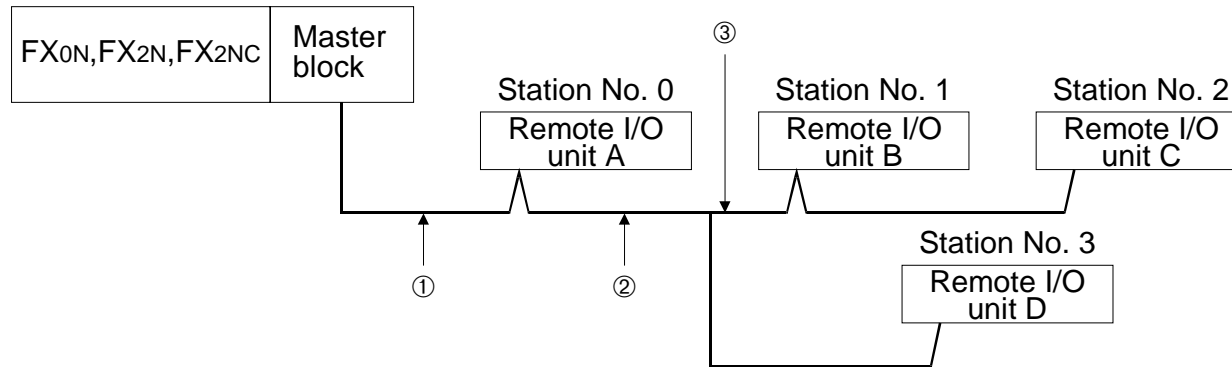 FX0N,FX2N,FX2NC
Master
block
③
Station No. 0
Remote I/O
unit A
Station No. 1
Remote I/O
unit B
Station No. 2
Remote I/O
unit C
①
②
Station No. 3
Remote I/O
unit D